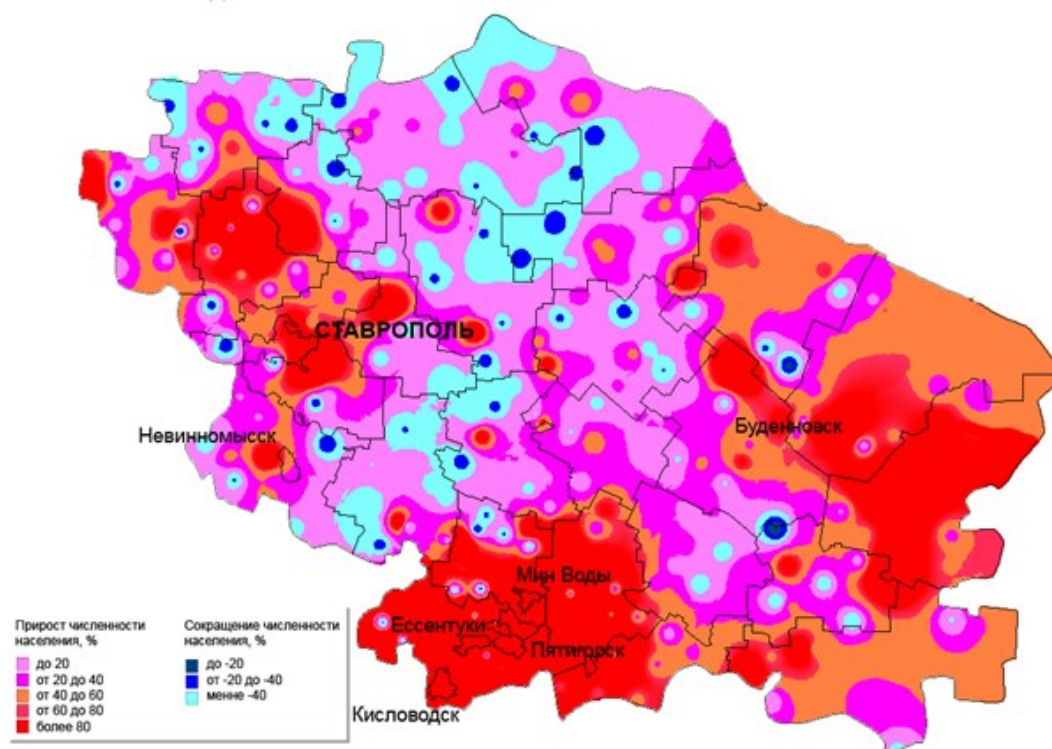 СТАВРОПОЛЬ
Невинномысск
Буденновск
Мин Воды
Ессентуки
Пятигорск
Кисловодск
Прирост численности
населения, %
до 20
от 20 до 40
от 40 до 60
от 60 до 80
более 80
Сокращение численности
населения, %
до -20
от -20 до -40
менне -40